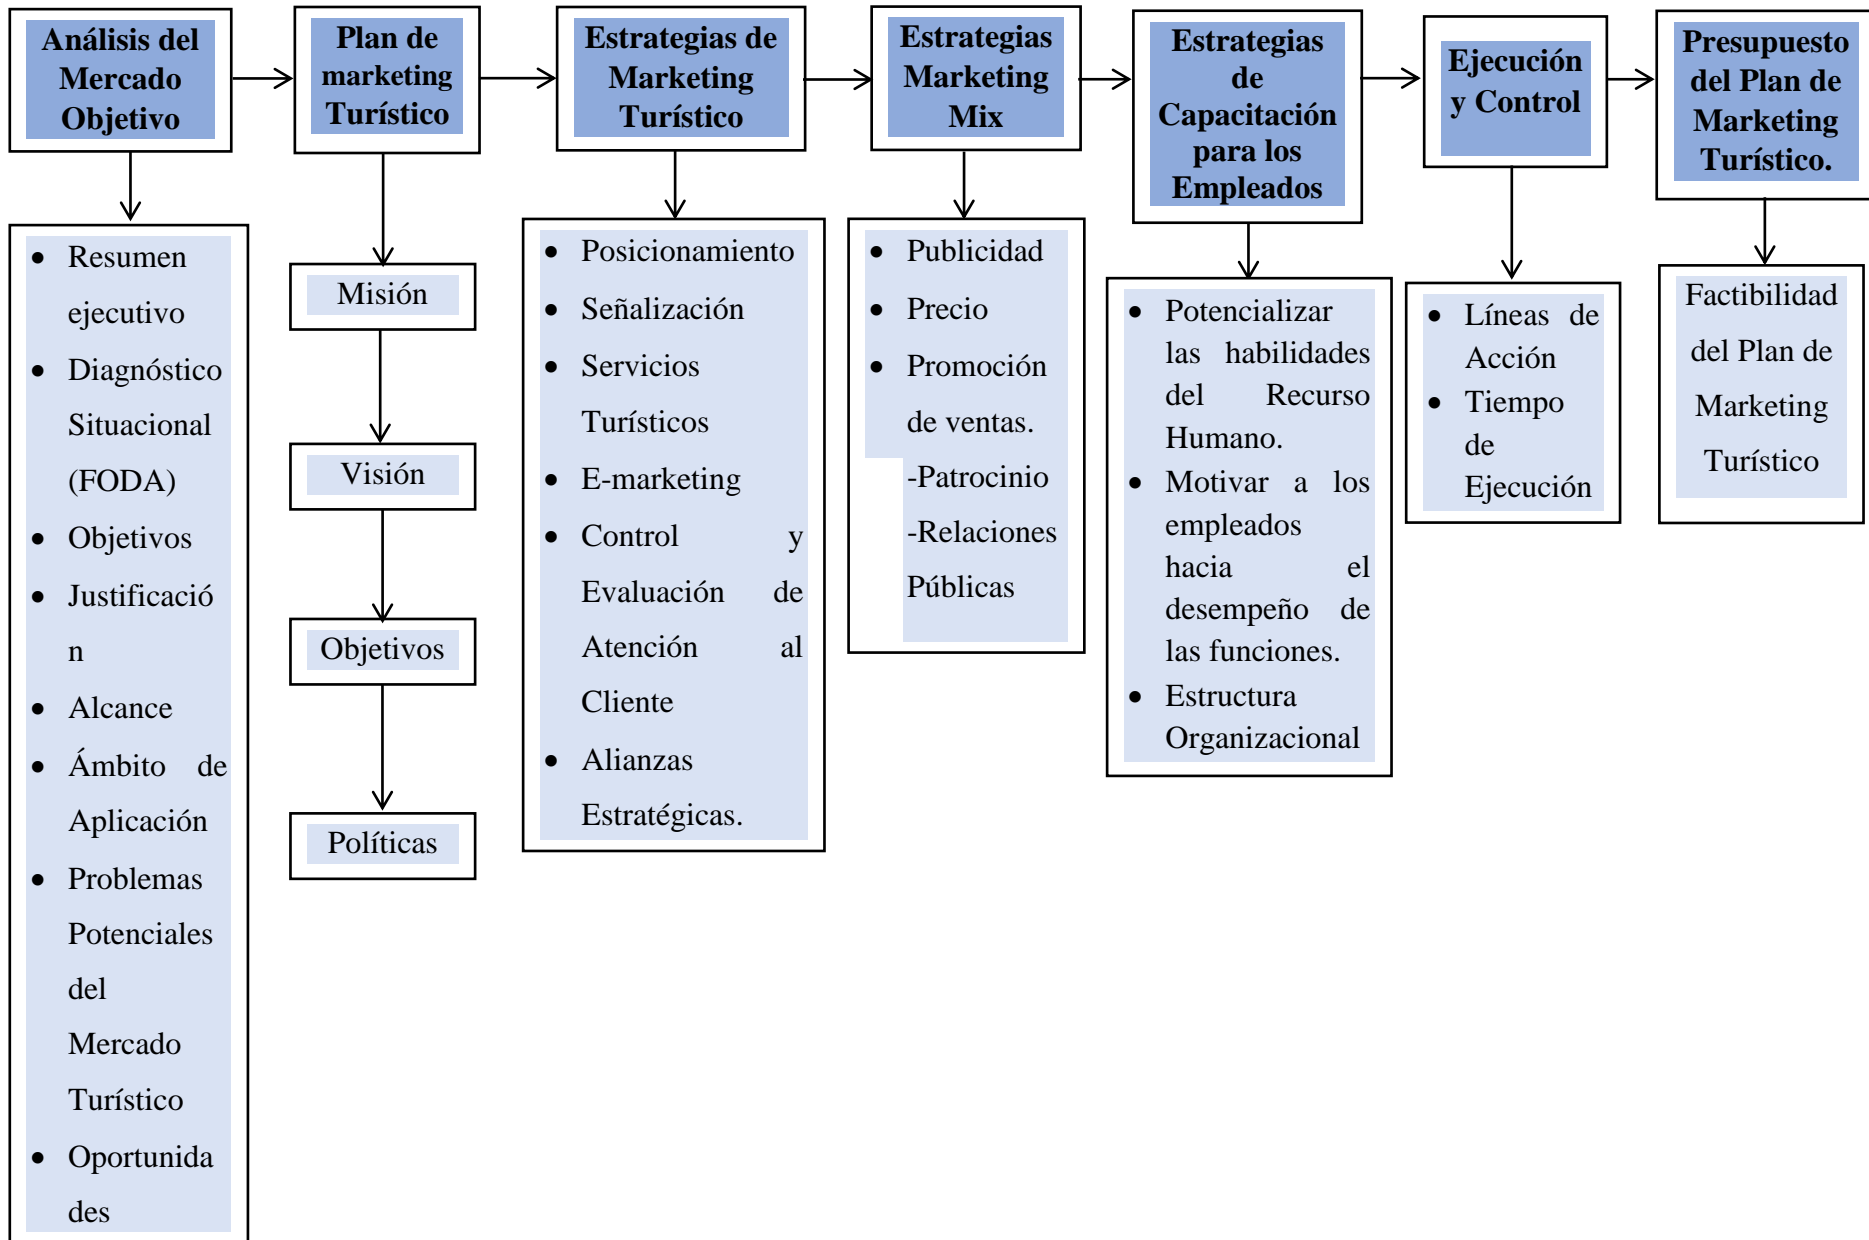 Análisis del
Mercado
Objetivo
Plan de
marketing
Turístico
Estrategias de
Marketing
Turístico
Estrategias
Marketing
Mix
Estrategias
de
Capacitación
para los
Empleados
Ejecución
y Control
Presupuesto
del Plan de
Marketing
Turístico.
• Resumen
ejecutivo
• Diagnóstico
Situacional
(FODA)
• Objetivos
• Justificació
n
• Alcance
• Ámbito de
Aplicación
• Problemas
Potenciales
del
Mercado
Turístico
• Oportunida
des
Misión
Visión
Objetivos
Políticas
• Posicionamiento
• Señalización
• Servicios
Turísticos
• E-marketing
• Control y
Evaluación de
Atención al
Cliente
• Alianzas
Estratégicas.
• Publicidad
• Precio
• Promoción
de ventas.
-Patrocinio
-Relaciones
Públicas
• Potencializar
las habilidades
del Recurso
Humano.
• Motivar a los
empleados
hacia el
desempeño de
las funciones.
• Estructura
Organizacional
• Líneas de
Acción
• Tiempo
de
Ejecución
Factibilidad
del Plan de
Marketing
Turístico